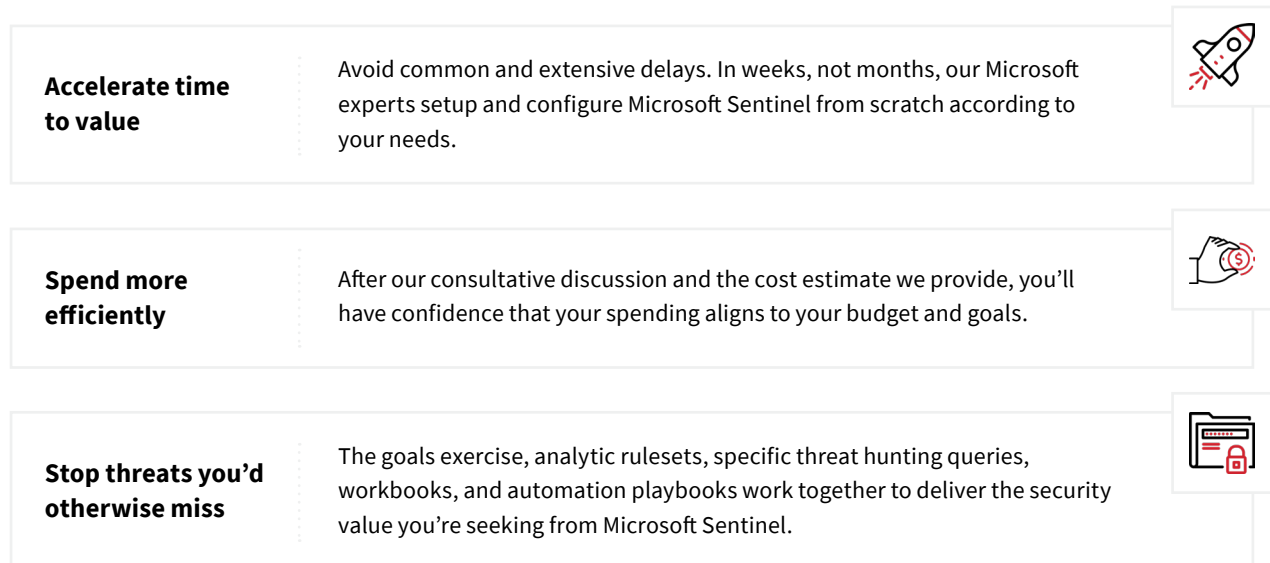 Accelerate time
to value
Avoid common and extensive delays. In weeks, not months, our Microsoft
experts setup and configure Microsoft Sentinel from scratch according to
your needs.
Spend more
efficiently
After our consultative discussion and the cost estimate we provide, you’ll
have confidence that your spending aligns to your budget and goals.
Stop threats you’d
otherwise miss
The goals exercise, analytic rulesets, specific threat hunting queries,
workbooks, and automation playbooks work together to deliver the security
value you’re seeking from Microsoft Sentinel.